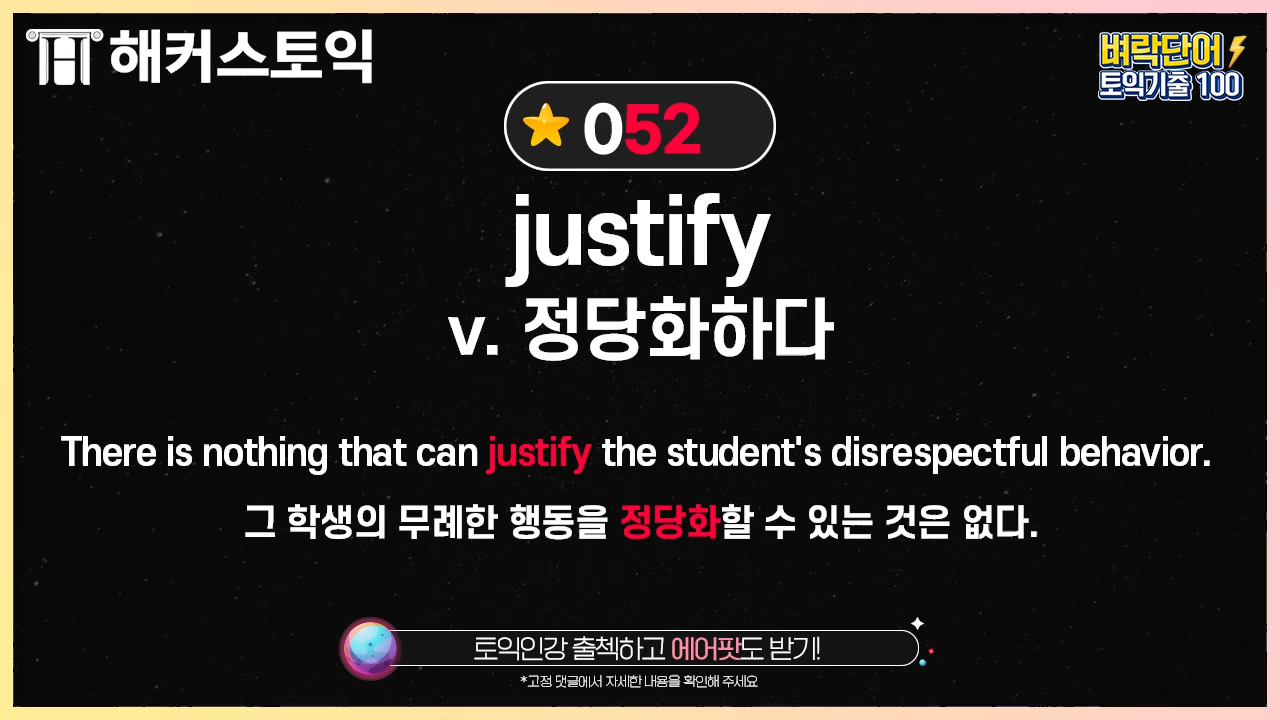 해커스토익
벼락단어
토익기출 100
052
justify
v. 정당화하다
There is nothing that can justify the student's disrespectful behavior.
그 학생의 무례한 행동을 정당화할 수 있는 것은 없다.
토익인강 출첵하고 에어팟도 받기!
*고정 댓글에서 자세한 내용을 확인해 주세요